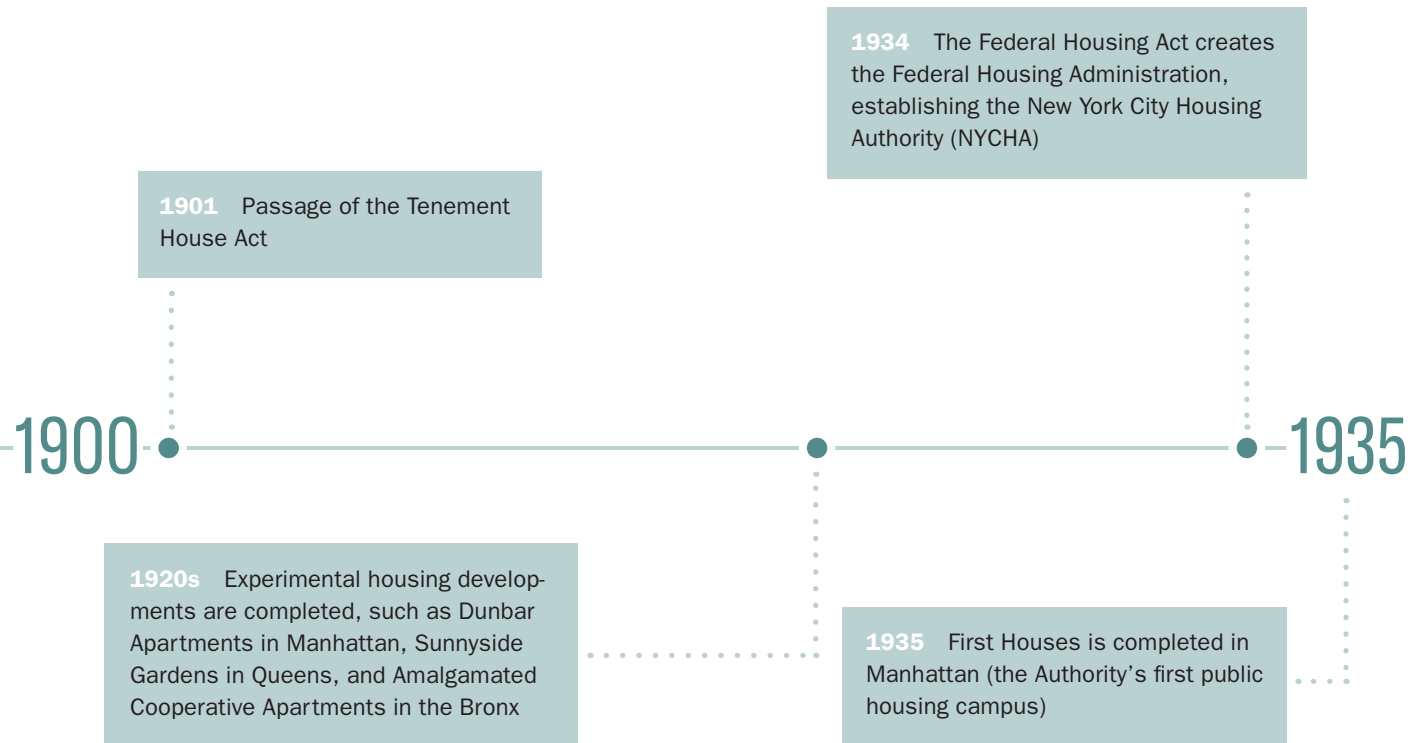 1934 The Federal Housing Act creates
the Federal Housing Administration,
establishing the New York City Housing
Authority (NYCHA)
1901 Passage of the Tenement
House Act
1900
1935
1920s Experimental housing develop-
ments are completed, such as Dunbar
Apartments in Manhattan, Sunnyside
Gardens in Queens, and Amalgamated
Cooperative Apartments in the Bronx
1935 First Houses is completed in
Manhattan (the Authority’s first public
housing campus)